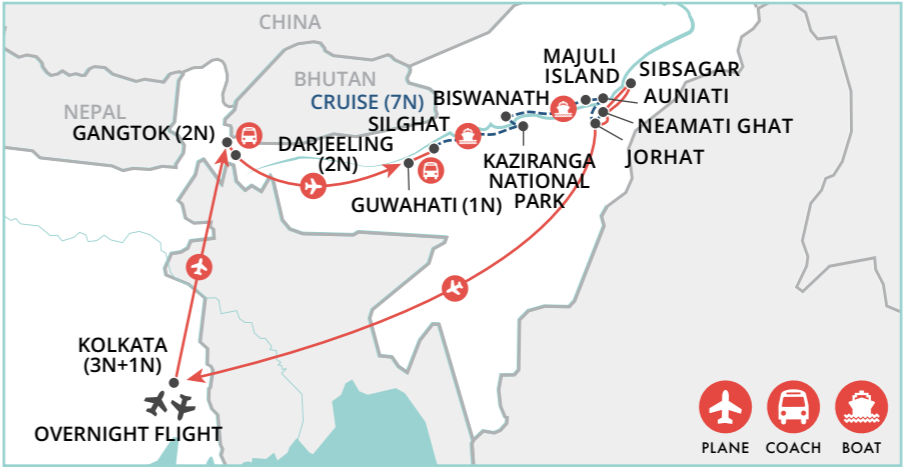 CHINA
BHUTAN
NEPAL
GANGTOK (2N)
DARJEELING
(2N)
CRUISE (7N)
SILGHAT
BISWANATH
MAJULI
ISLAND
SIBSAGAR
AUNIATI
NEAMATI GHAT
JORHAT
KAZIRANGA
NATIONAL
PARK
GUWAHATI (1N)
KOLKATA
(3N+1N)
OVERNIGHT FLIGHT
PLANE
COACH
BOAT